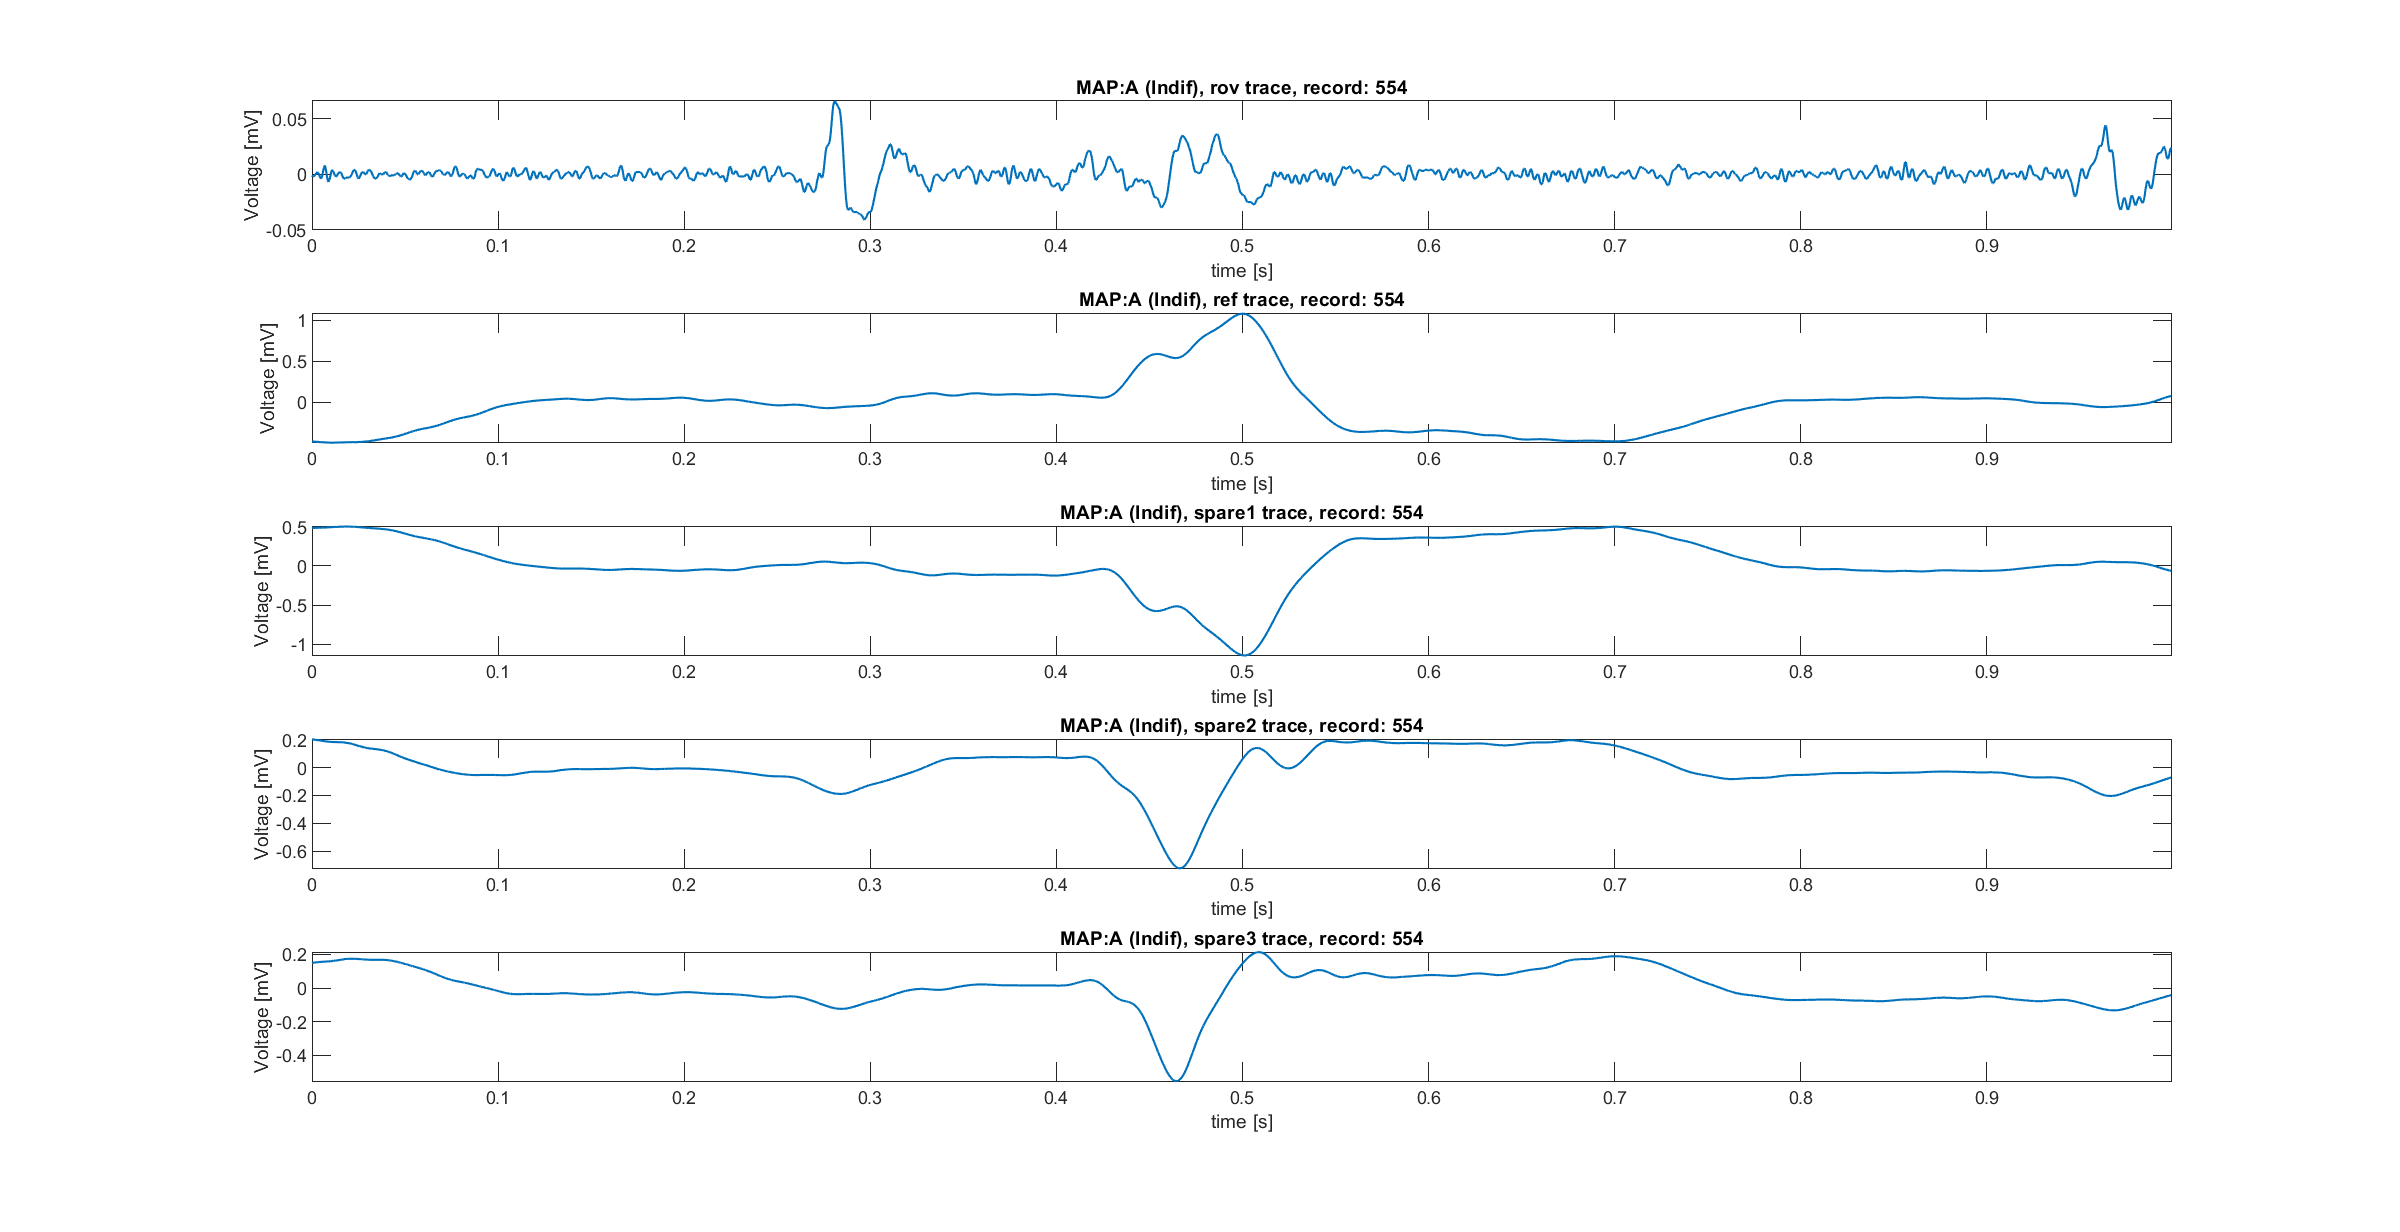 MAP:A (Indif), rov trace, record: 554
Voltage [mV]
0.05
0
-0.05
0 0.1 0.2 0.3 0.4 0.5 0.6 0.7 0.8 0.9
time [s]
MAP:A (Indif), ref trace, record: 554
Voltage [mV]
1
0.5
0
0 0.1 0.2 0.3 0.4 0.5 0.6 0.7 0.8 0.9
time [s]
MAP:A (Indif), spare1 trace, record: 554
Voltage [mV]
0.5
0
-0.5
-1
0 0.1 0.2 0.3 0.4 0.5 0.6 0.7 0.8 0.9
time [s]
MAP:A (Indif), spare2 trace, record: 554
Voltage [mV]
0.2
0
-0.2
-0.4
-0.6
0 0.1 0.2 0.3 0.4 0.5 0.6 0.7 0.8 0.9
time [s]
MAP:A (Indif), spare3 trace, record: 554
Voltage [mV]
0.2
0
-0.2
-0.4
0 0.1 0.2 0.3 0.4 0.5 0.6 0.7 0.8 0.9
time [s]